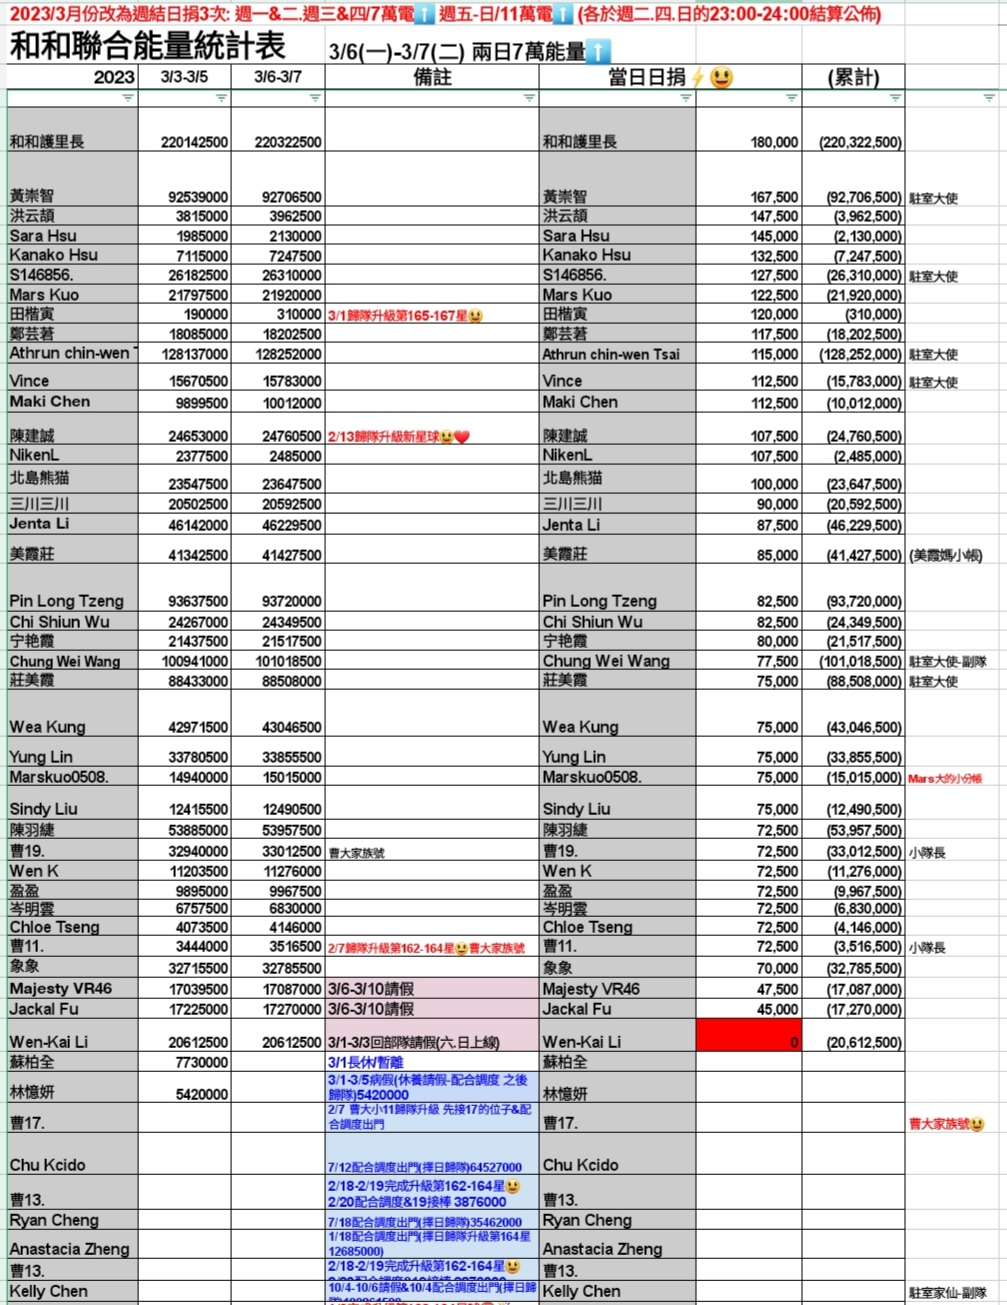 2023/3月份改為週結日捐3次: 週一&二.週三&四/7萬電⬆️ 週五-日/11萬電⬆️ (各於週二.四.日的23:00-24:00結算公佈)
和和聯合能量統計表 3/6(一)-3/7(二) 兩日7萬能量⬆️
2023 3/3-3/5 3/6-3/7 備註 當日日捐⚡😃 (累計)
和和護里長 220142500 220322500 和和護里長 180,000 (220,322,500)
黃崇智 92539000 92706500 黃崇智 167,500 (92,706,500) 駐室大使
洪云頡 3815000 3962500 洪云頡 147,500 (3,962,500)
Sara Hsu 1985000 2130000 Sara Hsu 145,000 (2,130,000)
Kanako Hsu 7115000 7247500 Kanako Hsu 132,500 (7,247,500)
S146856. 26182500 26310000 S146856. 127,500 (26,310,000) 駐室大使
Mars Kuo 21797500 21920000 Mars Kuo 122,500 (21,920,000)
田楷寅 190000 310000 3/1歸隊升級第165-167星😃 田楷寅 120,000 (310,000)
鄭芸著 18085000 18202500 鄭芸著 117,500 (18,202,500)
Athrun chin-wen 128137000 128252000 Athrun chin-wen Tsai 115,000 (128,252,000) 駐室大使
Vince 15670500 15783000 Vince 112,500 (15,783,000) 駐室大使
Maki Chen 9899500 10012000 Maki Chen 112,500 (10,012,000)
陳建誠 24653000 24760500 2/13歸隊升級新星球😃❤️ 陳建誠 107,500 (24,760,500)
NikenL 2377500 2485000 NikenL 107,500 (2,485,000)
北島熊猫 23547500 23647500 北島熊猫 100,000 (23,647,500)
三川三川 20502500 20592500 三川三川 90,000 (20,592,500)
Jenta Li 46142000 46229500 Jenta Li 87,500 (46,229,500)
美霞莊 41342500 41427500 美霞莊 85,000 (41,427,500) (美霞媽小帳)
Pin Long Tzeng 93637500 93720000 Pin Long Tzeng 82,500 (93,720,000)
Chi Shiun Wu 24267000 24349500 Chi Shiun Wu 82,500 (24,349,500)
宁艳霞 21437500 21517500 宁艳霞 80,000 (21,517,500)
Chung Wei Wang 100941000 101018500 Chung Wei Wang 77,500 (101,018,500) 駐室大使-副隊
莊美霞 88433000 88508000 莊美霞 75,000 (88,508,000) 駐室大使
Wea Kung 42971500 43046500 Wea Kung 75,000 (43,046,500)
Yung Lin 33780500 33855500 Yung Lin 75,000 (33,855,500)
Marskuo0508. 14940000 15015000 Marskuo0508. 75,000 (15,015,000) Mars大的小分帳
Sindy Liu 12415500 12490500 Sindy Liu 75,000 (12,490,500)
陳羽緁 53885000 53957500 陳羽緁 72,500 (53,957,500)
曹19. 32940000 33012500 曹大家族號 曹19. 72,500 (33,012,500) 小隊長
Wen K 11203500 11276000 Wen K 72,500 (11,276,000)
盈盈 9895000 9967500 盈盈 72,500 (9,967,500)
岑明雲 6757500 6830000 岑明雲 72,500 (6,830,000)
Chloe Tseng 4073500 4146000 Chloe Tseng 72,500 (4,146,000)
曹11. 3444000 3516500 2/7歸隊升級第162-164星😃曹大家族號 曹11. 72,500 (3,516,500) 小隊長
象象 32715500 32785500 象象 70,000 (32,785,500)
Majesty VR46 17039500 17087000 3/6-3/10請假 Majesty VR46 47,500 (17,087,000)
Jackal Fu 17225000 17270000 3/6-3/10請假 Jackal Fu 45,000 (17,270,000)
Wen-Kai Li 20612500 20612500 3/1-3/3回部隊請假(六.日上線) Wen-Kai Li 0 (20,612,500)
蘇柏全 7730000 3/1長休/暫離 蘇柏全
林憶妍 5420000 3/1-3/5病假(休養請假-配合調度 之後
歸隊)5420000 林憶妍
曹17. 2/7 曹大小11歸隊升級 先接17的位子&配
合調度出門 曹17. 曹大家族號😃
Chu Kcido 7/12配合調度出門(擇日歸隊)64527000 Chu Kcido
曹13. 2/18-2/19完成升級第162-164星😃
2/20配合調度&19接棒 3876000 曹13.
Ryan Cheng 7/18配合調度出門(擇日歸隊)35462000 Ryan Cheng
Anastacia Zheng 1/18配合調度出門(擇日歸隊升級第164星
12685000) Anastacia Zheng
曹13. 2/18-2/19完成升級第162-164星😃 曹13.
Kelly Chen 10/4-10/6請假&10/4配合調度出門(擇日歸 Kelly Chen 駐室家仙-副隊